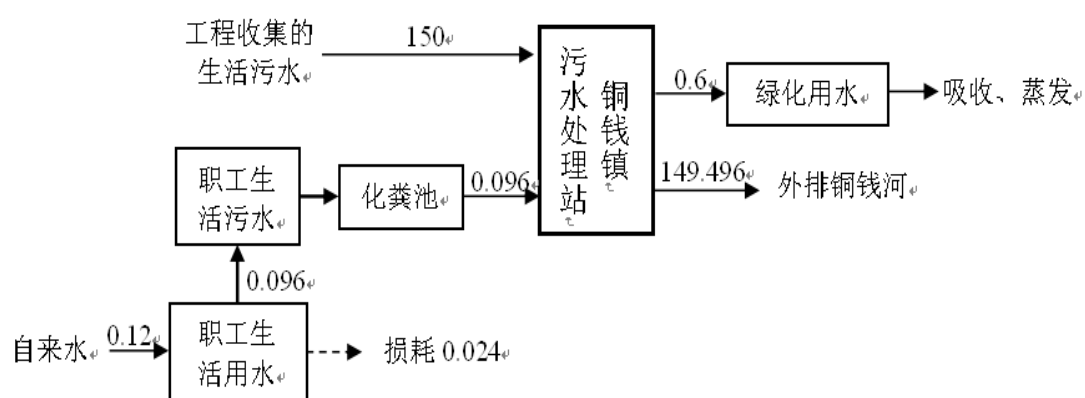 工程收集的
生活污水
150
污水处理站
铜钱镇
0.6
绿化用水
吸收、蒸发
职工生
活污水
化粪池
0.096
149.496
外排铜钱河
0.096
自来水
0.12
职工生
活用水
损耗 0.024